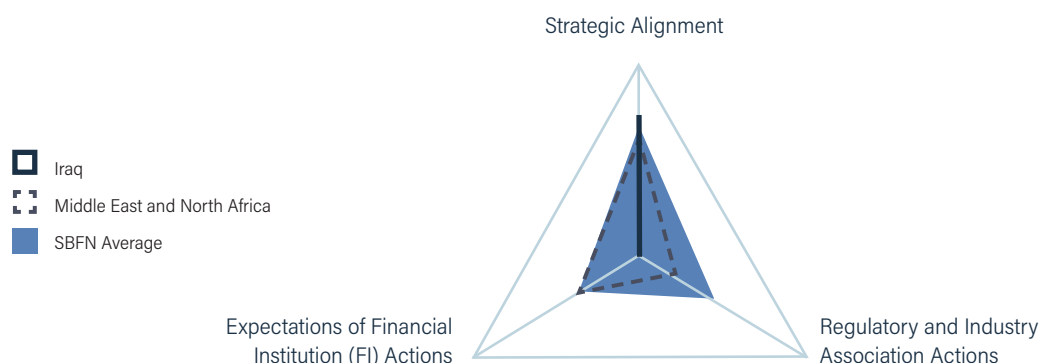 Strategic Alignment
Iraq
Middle East and North Africa
SBFN Average
Expectations of Financial
Institution (FI) Actions
Regulatory and Industry
Association Actions